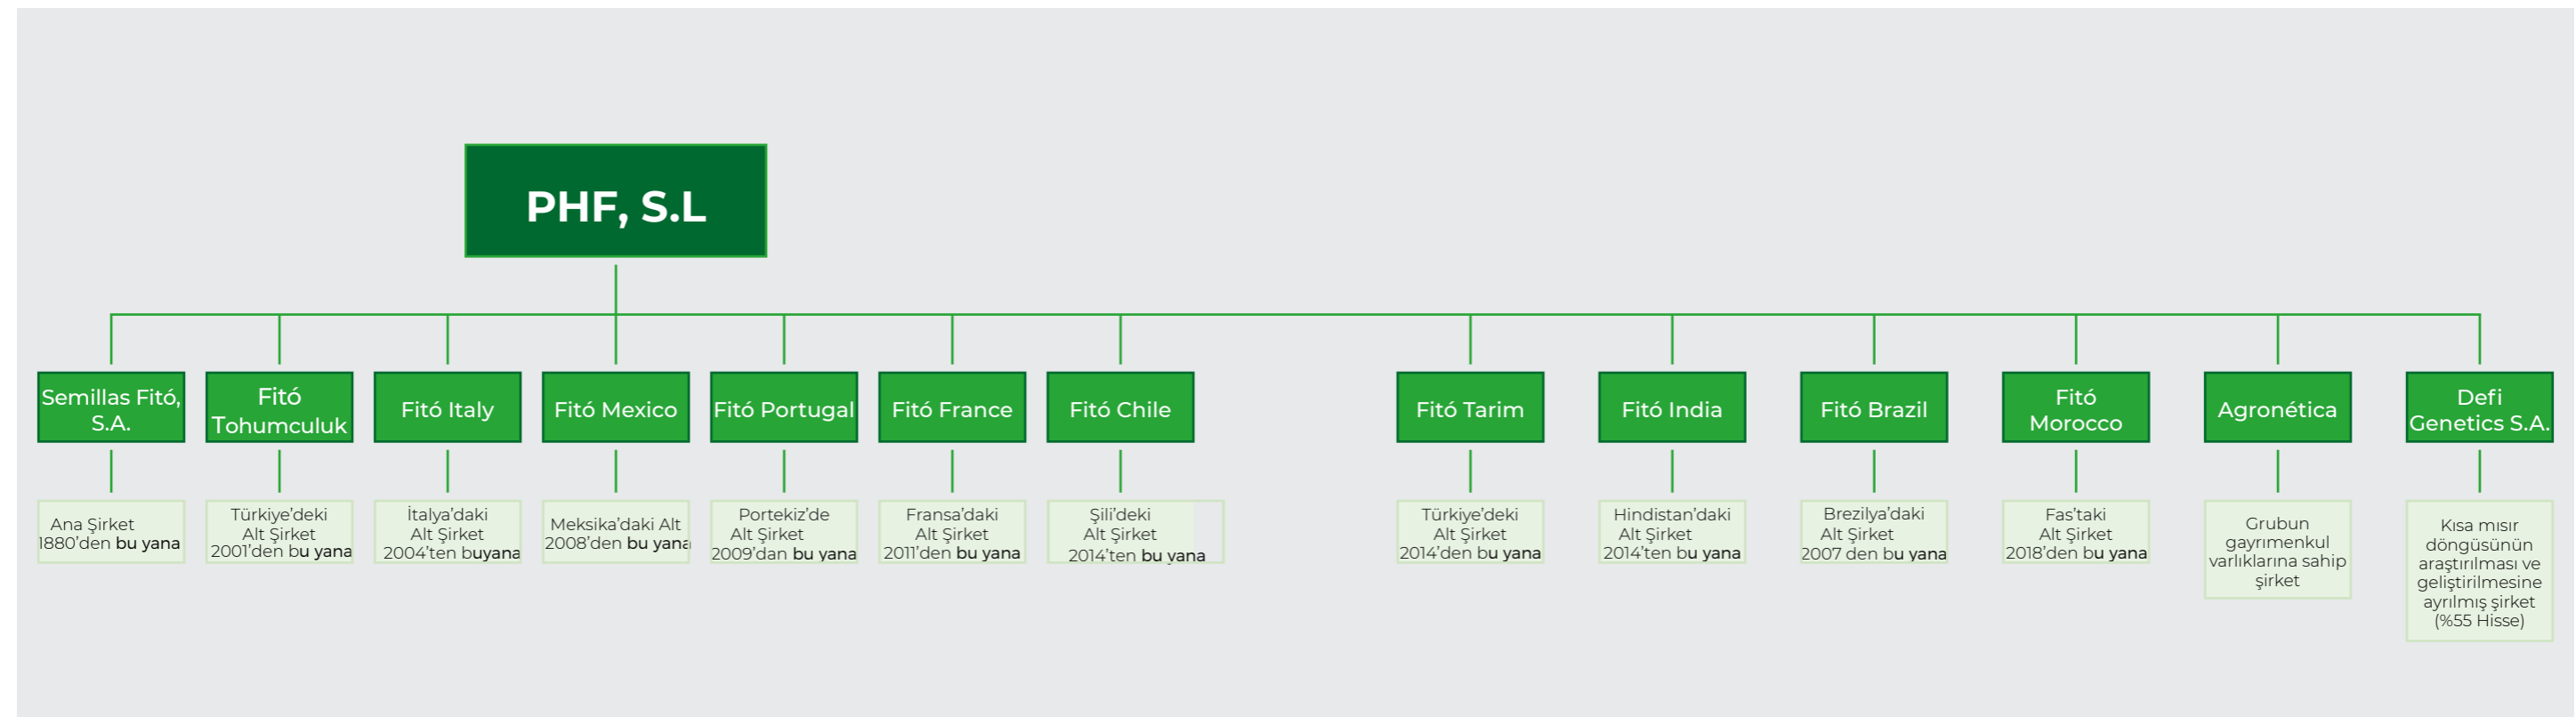 PHF, S.L
Semillas Fitó,
S.A.
Fitó
Tohumculuk
Fitó Italy
Fitó Mexico
Fitó Portugal
Fitó France
Fitó Chile
Fitó Tarim
Fitó India
Fitó Brazil
Fitó
Morocco
Agronética
Defi
Genetics S.A.
Ana Şirket
1880’den bu yana
Türkiye’deki
Alt Şirket
2001’den bu yana
İtalya’daki
Alt Şirket
2004’ten buyana
Meksika’daki Alt
2008’den bu yana
Portekiz’de
Alt Şirket
2009’dan bu yana
Fransa’daki
Alt Şirket
2011’den bu yana
Şili’deki
Alt Şirket
2014’ten bu yana
Türkiye’deki
Alt Şirket
2014’den bu yana
Hindistan’daki
Alt Şirket
2014’ten bu yana
Brezilya’daki
Alt Şirket
2007 den bu yana
Fas’taki
Alt Şirket
2018’den bu yana
Grubun
gayrımenkul
varlıklarına sahip
şirket
Kısa mısır
döngüsünün
araştırılması ve
geliştirilmesine
ayrılmış şirket
(%55 Hisse)